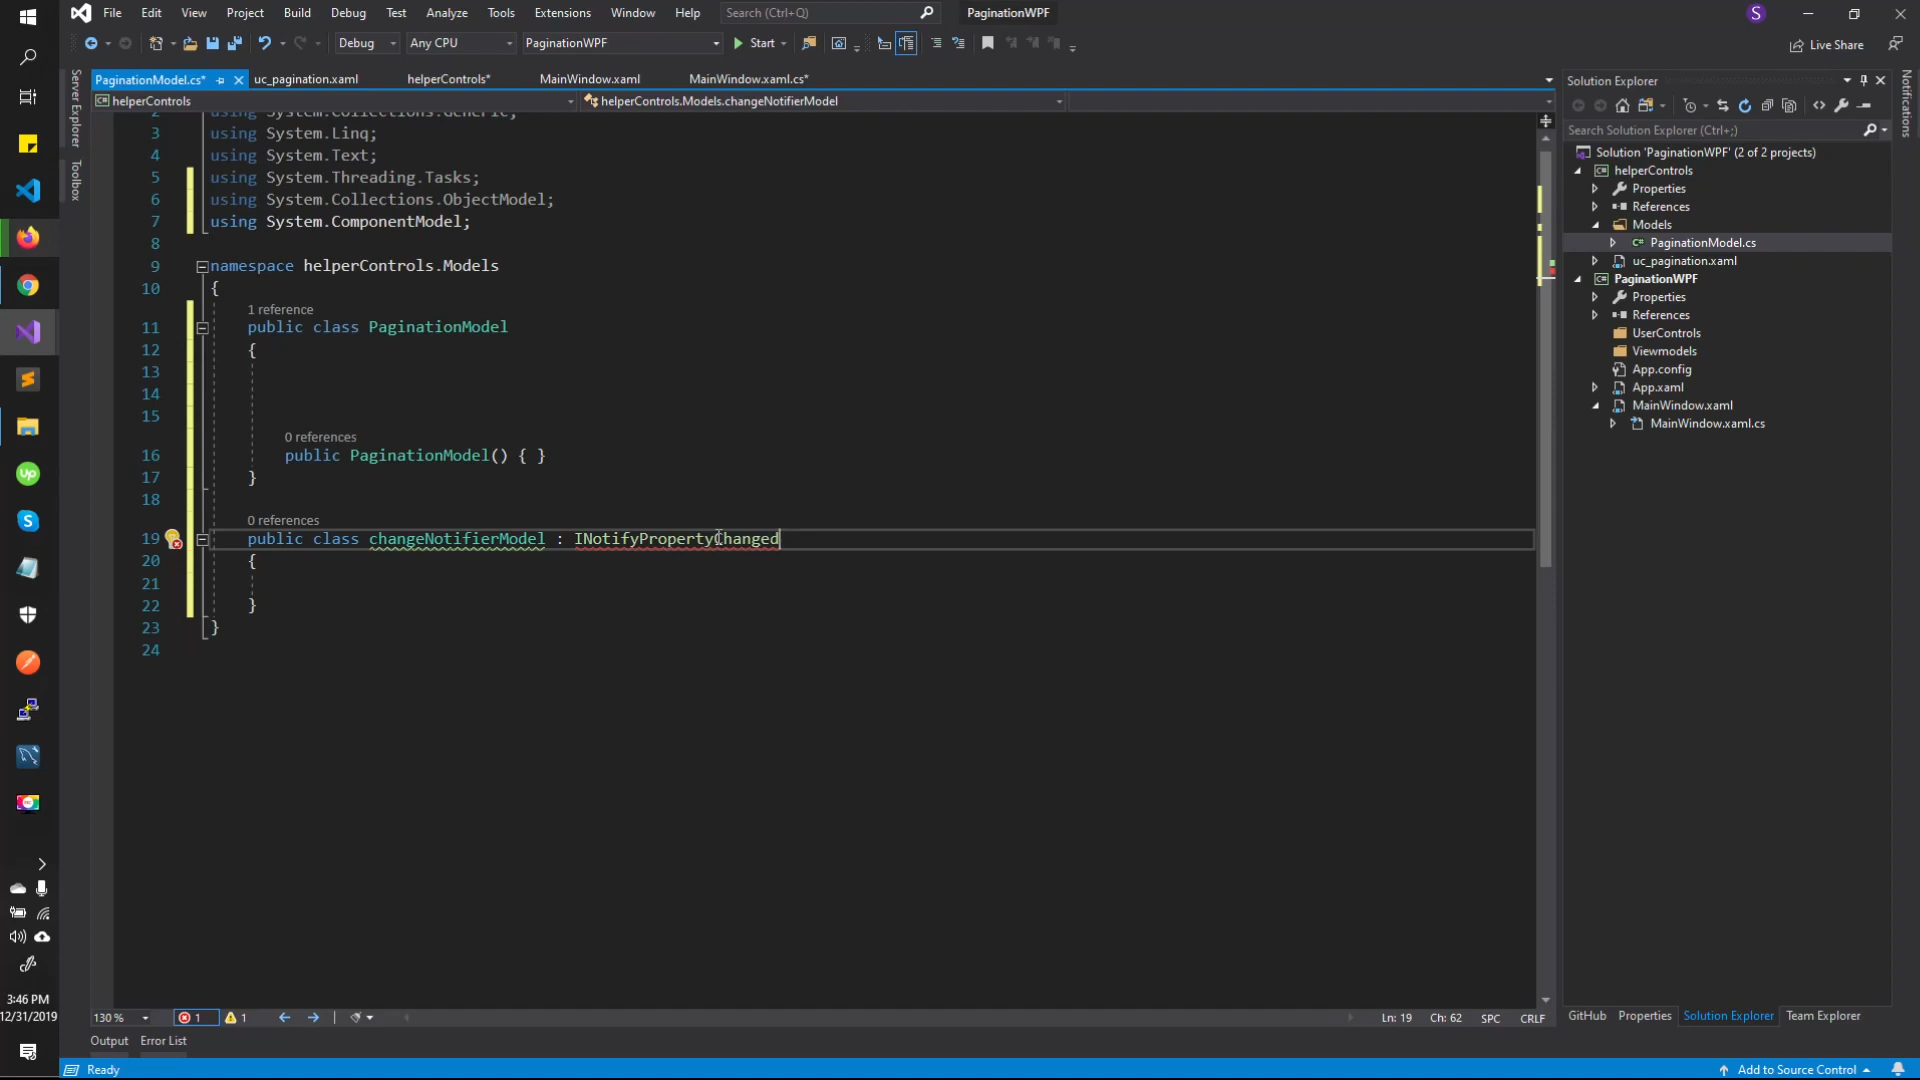 File Edit View Project Build Debug Test Analyze Tools Extensions Window Help Search (Ctrl+Q) PaginationWPF S
Debug Any CPU PaginationWPF Start Live Share
PaginationModel.cs* uc_pagination.xaml helperControls* MainWindow.xaml MainWindow.xaml.cs*
helperControls helperControls.Models.changeNotifierModel
Server Explorer
Toolbox
2 using System.Collections.Generic;
3 using System.Linq;
4 using System.Text;
5 using System.Threading.Tasks;
6 using System.Collections.ObjectModel;
7 using System.ComponentModel;
8
9 namespace helperControls.Models
10 {
1 reference
11 public class PaginationModel
12 {
13
14
15
0 references
16 public PaginationModel() { }
17 }
18
0 references
19 public class changeNotifierModel : INotifyPropertyChanged
20 {
21
22 }
23 }
24
Solution Explorer
Search Solution Explorer (Ctrl+;)
Solution 'PaginationWPF' (2 of 2 projects)
helperControls
Properties
References
Models
C# PaginationModel.cs
uc_pagination.xaml
PaginationWPF
Properties
References
UserControls
Viewmodels
App.config
App.xaml
MainWindow.xaml
MainWindow.xaml.cs
Notifications
Up
3:46 PM
12/31/2019
130 % 1 1 Ln: 19 Ch: 62 SPC CRLF
GitHub Properties Solution Explorer Team Explorer
Output Error List
Ready Add to Source Control